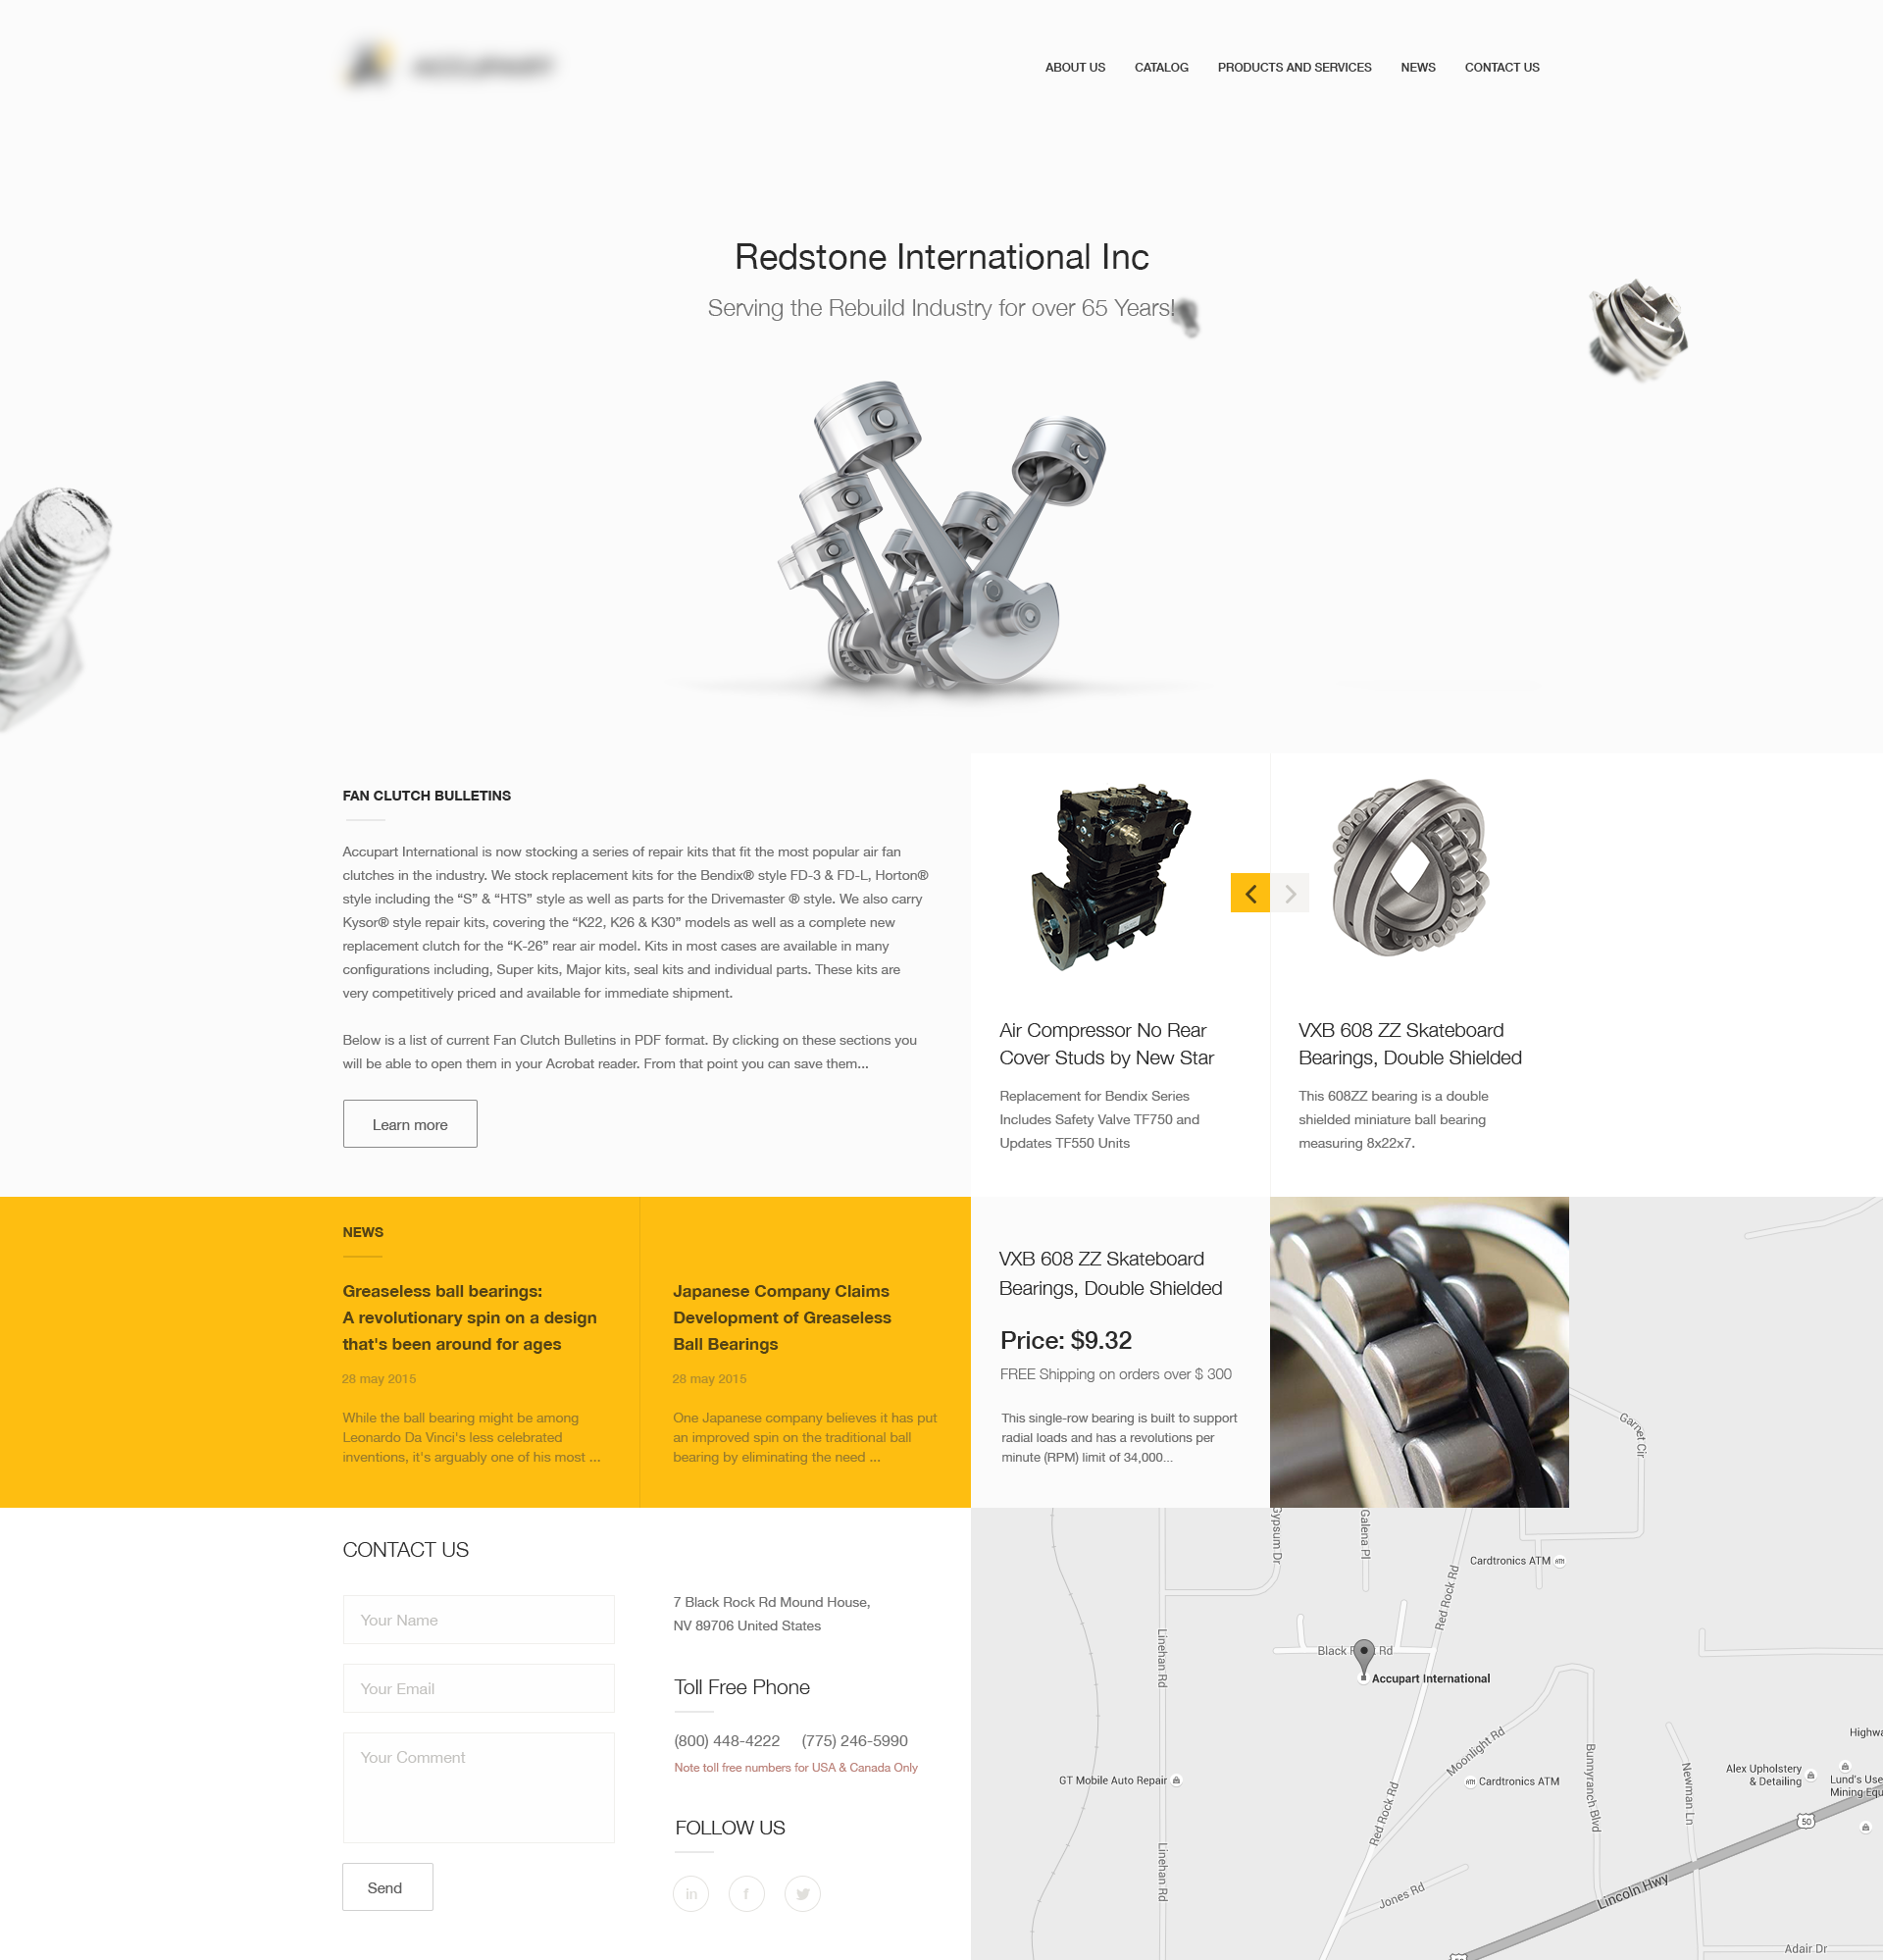 ACCUPART
ABOUT US
CATALOG
PRODUCTS AND SERVICES
NEWS
CONTACT US
Redstone International Inc
Serving the Rebuild Industry for over 65 Years!
FAN CLUTCH BULLETINS
Accupart International is now stocking a series of repair kits that fit the most popular air fan
clutches in the industry. We stock replacement kits for the Bendix® style FD-3 & FD-L, Horton®
style including the “S” & “HTS” style as well as parts for the Drivemaster ® style. We also carry
Kysor® style repair kits, covering the “K22, K26 & K30” models as well as a complete new
replacement clutch for the “K-26” rear air model. Kits in most cases are available in many
configurations including, Super kits, Major kits, seal kits and individual parts. These kits are
very competitively priced and available for immediate shipment.
Below is a list of current Fan Clutch Bulletins in PDF format. By clicking on these sections you
will be able to open them in your Acrobat reader. From that point you can save them...
Learn more
Air Compressor No Rear
Cover Studs by New Star
Replacement for Bendix Series
Includes Safety Valve TF750 and
Updates TF550 Units
VXB 608 ZZ Skateboard
Bearings, Double Shielded
This 608ZZ bearing is a double
shielded miniature ball bearing
measuring 8x22x7.
NEWS
Greaseless ball bearings:
A revolutionary spin on a design
that's been around for ages
28 may 2015
While the ball bearing might be among
Leonardo Da Vinci's less celebrated
inventions, it's arguably one of his most ...
Japanese Company Claims
Development of Greaseless
Ball Bearings
28 may 2015
One Japanese company believes it has put
an improved spin on the traditional ball
bearing by eliminating the need ...
VXB 608 ZZ Skateboard
Bearings, Double Shielded
Price: $9.32
FREE Shipping on orders over $ 300
This single-row bearing is built to support
radial loads and has a revolutions per
minute (RPM) limit of 34,000...
CONTACT US
Your Name
Your Email
Your Comment
Send
7 Black Rock Rd Mound House,
NV 89706 United States
Toll Free Phone
(800) 448-4222
(775) 246-5990
Note toll free numbers for USA & Canada Only
FOLLOW US
in
f
Garnet Cir
Gypsum Dr
Galena Pl
Cardtronics ATM
Red Rock Rd
Linehan Rd
Black Rd
Accupart International
Moonlight Rd
Highwa
GT Mobile Auto Repair
Cardtronics ATM
Bunnyranch Blvd
Newman Ln
Alex Upholstery
& Detailing
Lund's Use
Mining Equ
50
Red Rock Rd
Linehan Rd
Jones Rd
Lincoln Hwy
Adair Dr